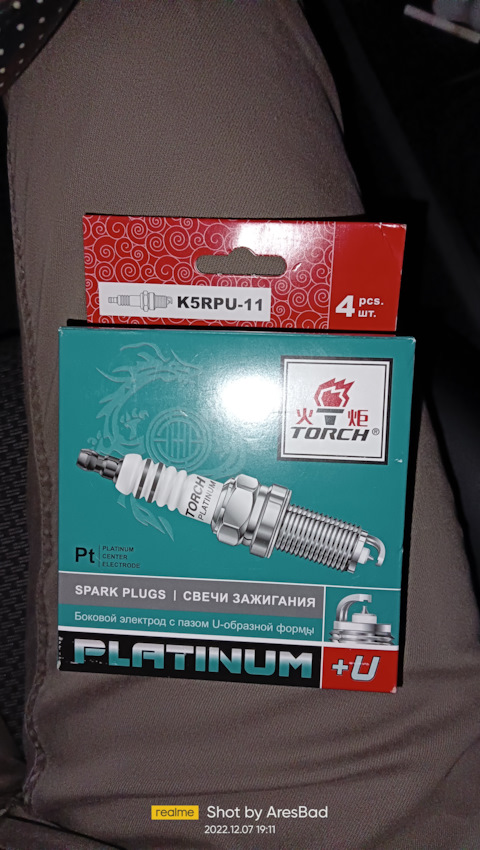 K5RPU-11
4 pcs.
шт.
火 炬
TORCH®
TORCH
PLATINUM
Pt PLATINUM
CENTER
ELECTRODE
SPARK PLUGS | СВЕЧИ ЗАЖИГАНИЯ
Боковой электрод с пазом U-образной формы
PLATINUM +U
realme Shot by AresBad
2022.12.07 19:11